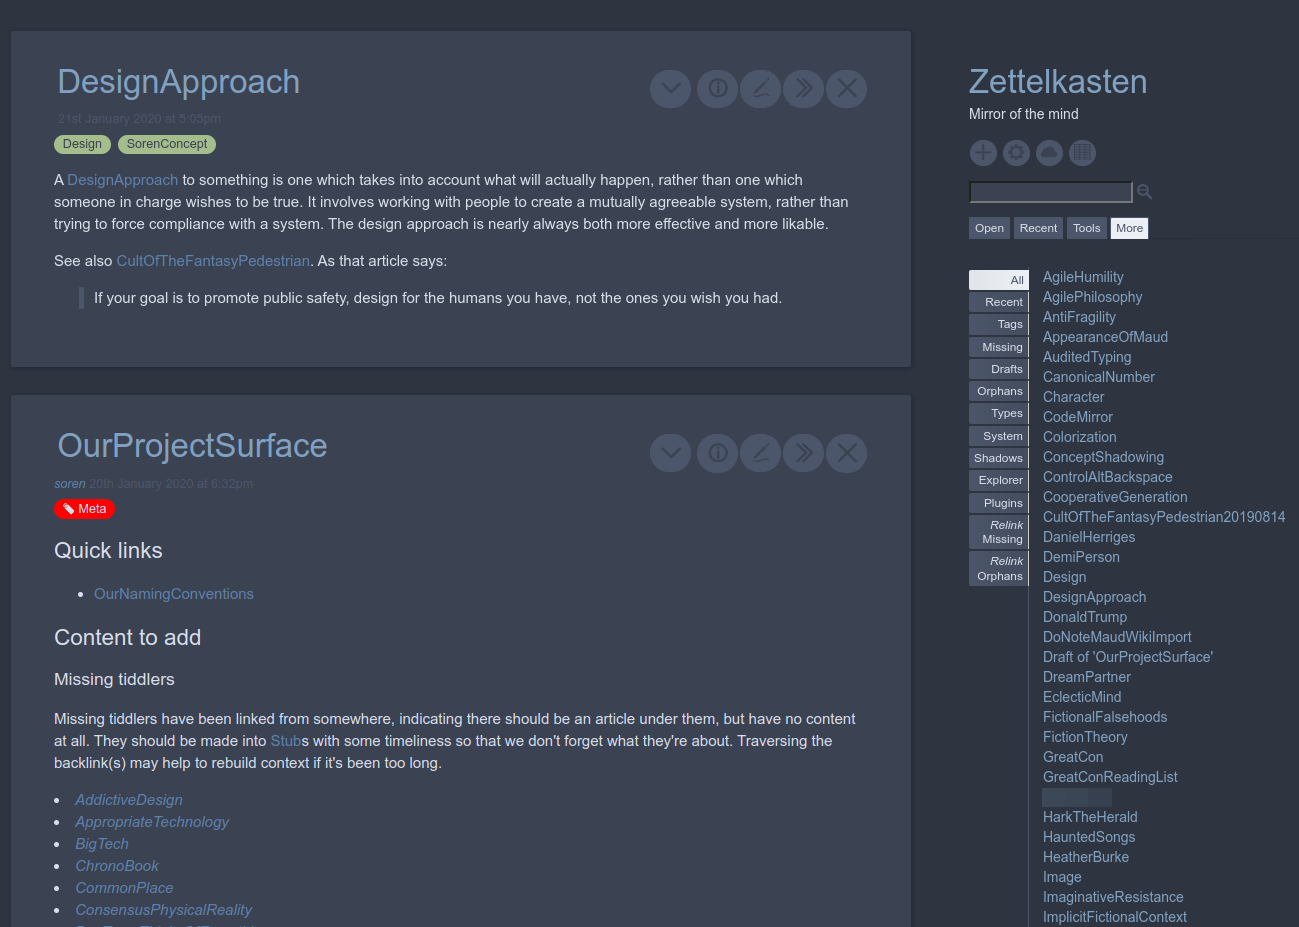 DesignApproach
21st January 2020 at 5:05pm
Design SorenConcept
A DesignApproach to something is one which takes into account what will actually happen, rather than one which
someone in charge wishes to be true. It involves working with people to create a mutually agreeable system, rather than
trying to force compliance with a system. The design approach is nearly always both more effective and more likable.
See also CultOfTheFantasyPedestrian. As that article says:
If your goal is to promote public safety, design for the humans you have, not the ones you wish you had.
OurProjectSurface
soren 20th January 2020 at 6:32pm
Meta
Quick links
OurNamingConventions
Content to add
Missing tiddlers
Missing tiddlers have been linked from somewhere, indicating there should be an article under them, but have no content
at all. They should be made into Stubs with some timeliness so that we don't forget what they're about. Traversing the
backlink(s) may help to rebuild context if it's been too long.
AddictiveDesign
AppropriateTechnology
BigTech
ChronoBook
CommonPlace
ConsensusPhysicalReality
Zettelkasten
Mirror of the mind
Open Recent Tools More
All
Recent
Tags
Missing
Drafts
Orphans
Types
System
Shadows
Explorer
Plugins
Relink
Missing
Relink
Orphans
AgileHumility
AgilePhilosophy
AntiFragility
AppearanceOfMaud
AuditedTyping
CanonicalNumber
Character
CodeMirror
Colorization
ConceptShadowing
ControlAltBackspace
CooperativeGeneration
CultOfTheFantasyPedestrian20190814
DanielHerriges
DemiPerson
Design
DesignApproach
DonaldTrump
DoNoteMaudWikiImport
Draft of 'OurProjectSurface'
DreamPartner
EclecticMind
FictionalFalsehoods
FictionTheory
GreatCon
GreatConReadingList
HarkTheHerald
HauntedSongs
HeatherBurke
Image
ImaginativeResistance
ImplicitFictionalContext